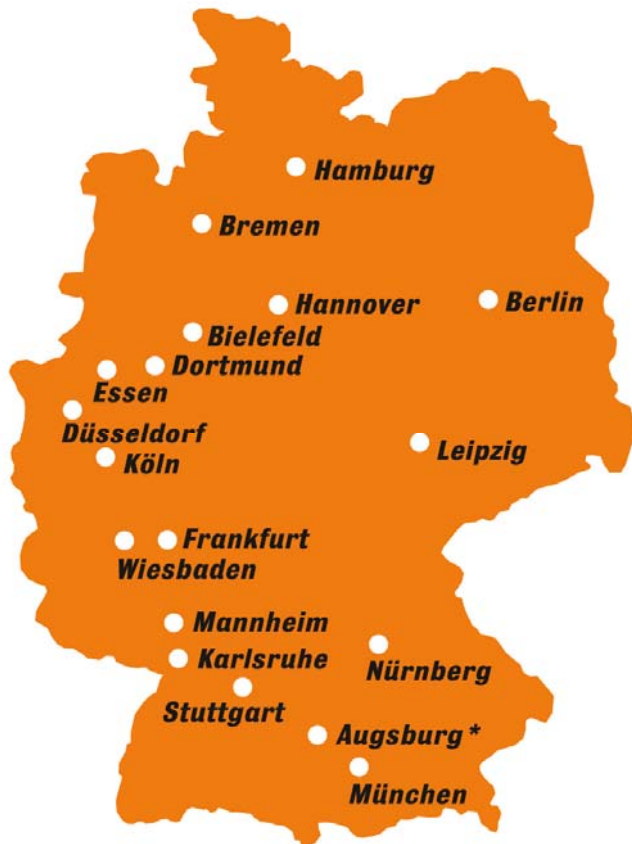 Hamburg
Bremen
Hannover
Berlin
Bielefeld
Dortmund
Essen
Düsseldorf
Köln
Leipzig
Frankfurt
Wiesbaden
Mannheim
Karlsruhe
Nürnberg
Stuttgart
Augsburg*
München